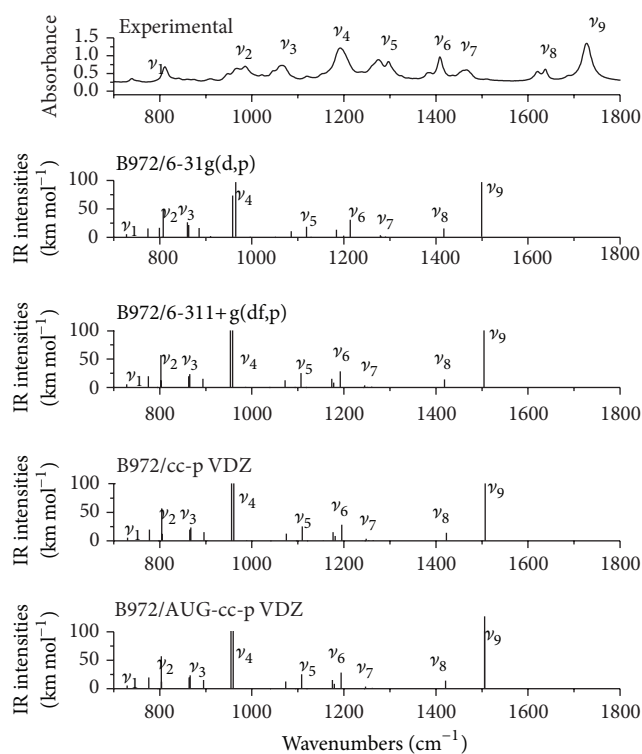 Experimental
Absorbance
1.5
1.0
0.5
0.0
ν1
ν2
ν3
ν4
ν5
ν6
ν7
ν8
ν9
800 1000 1200 1400 1600 1800
B972/6-31g(d,p)
IR intensities
(km mol−1)
100
50
0
ν1
ν2
ν3
ν4
ν5
ν6
ν7
ν8
ν9
800 1000 1200 1400 1600 1800
B972/6-311+g(df,p)
IR intensities
(km mol−1)
100
50
0
ν1
ν2
ν3
ν4
ν5
ν6
ν7
ν8
ν9
800 1000 1200 1400 1600 1800
B972/cc-p VDZ
IR intensities
(km mol−1)
100
50
0
ν1
ν2
ν3
ν4
ν5
ν6
ν7
ν8
ν9
800 1000 1200 1400 1600 1800
B972/AUG-cc-p VDZ
IR intensities
(km mol−1)
100
50
0
ν1
ν2
ν3
ν4
ν5
ν6
ν7
ν8
ν9
800 1000 1200 1400 1600 1800
Wavenumbers (cm−1)